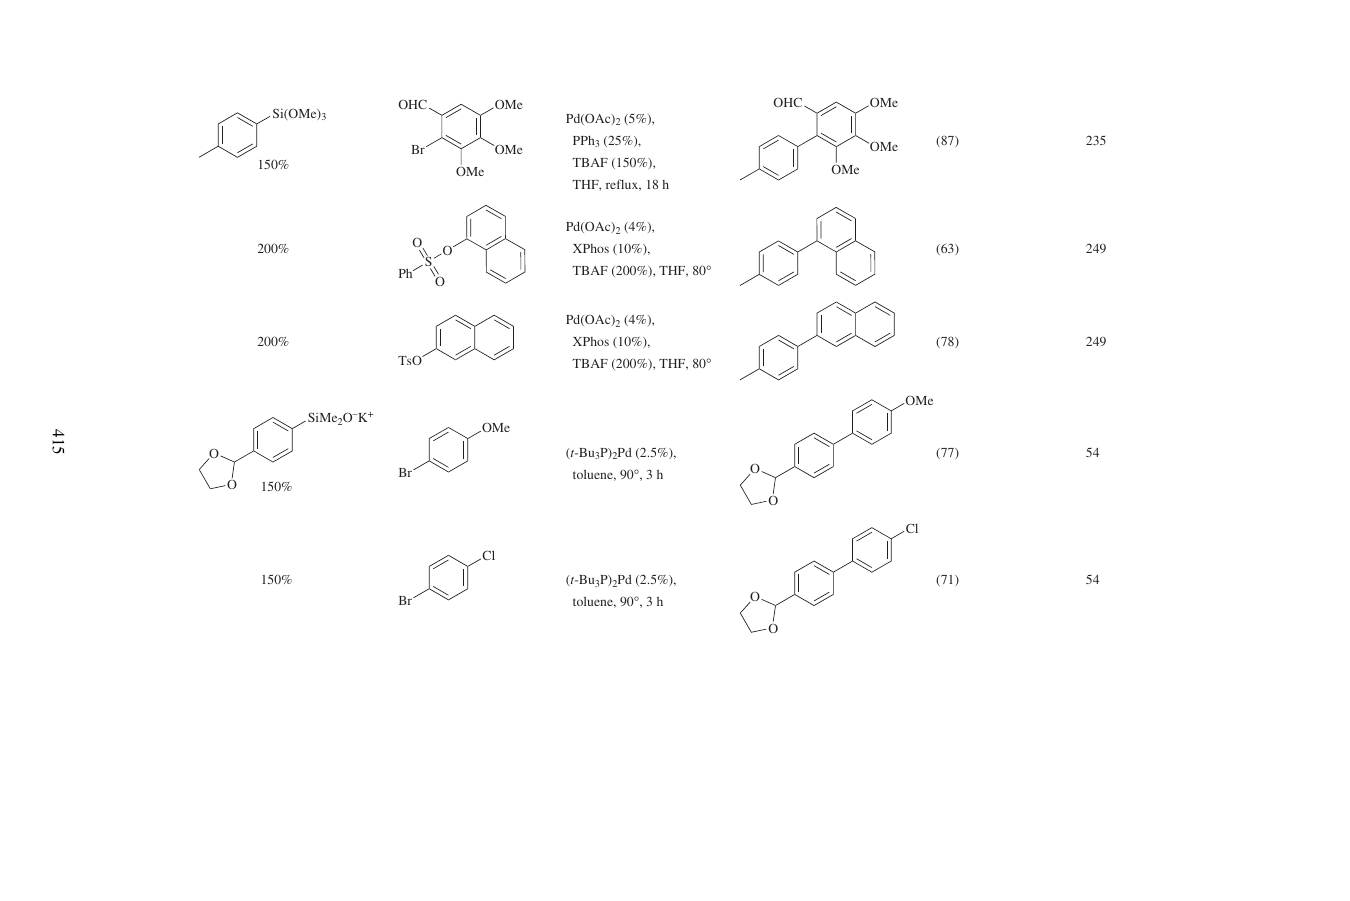 Si(OMe)3
150%
OHC
OMe
Br
OMe
OMe
Pd(OAc)2 (5%),
PPh3 (25%),
TBAF (150%),
THF, reflux, 18 h
OHC
OMe
OMe
OMe
(87)
235
200%
O
O
S
Ph
O
Pd(OAc)2 (4%),
XPhos (10%),
TBAF (200%), THF, 80°
(63)
249
200%
TsO
Pd(OAc)2 (4%),
XPhos (10%),
TBAF (200%), THF, 80°
(78)
249
SiMe2O–K+
O
O
150%
OMe
Br
(t-Bu3P)2Pd (2.5%),
toluene, 90°, 3 h
OMe
O
O
(77)
54
150%
Cl
Br
(t-Bu3P)2Pd (2.5%),
toluene, 90°, 3 h
Cl
O
O
(71)
54
415